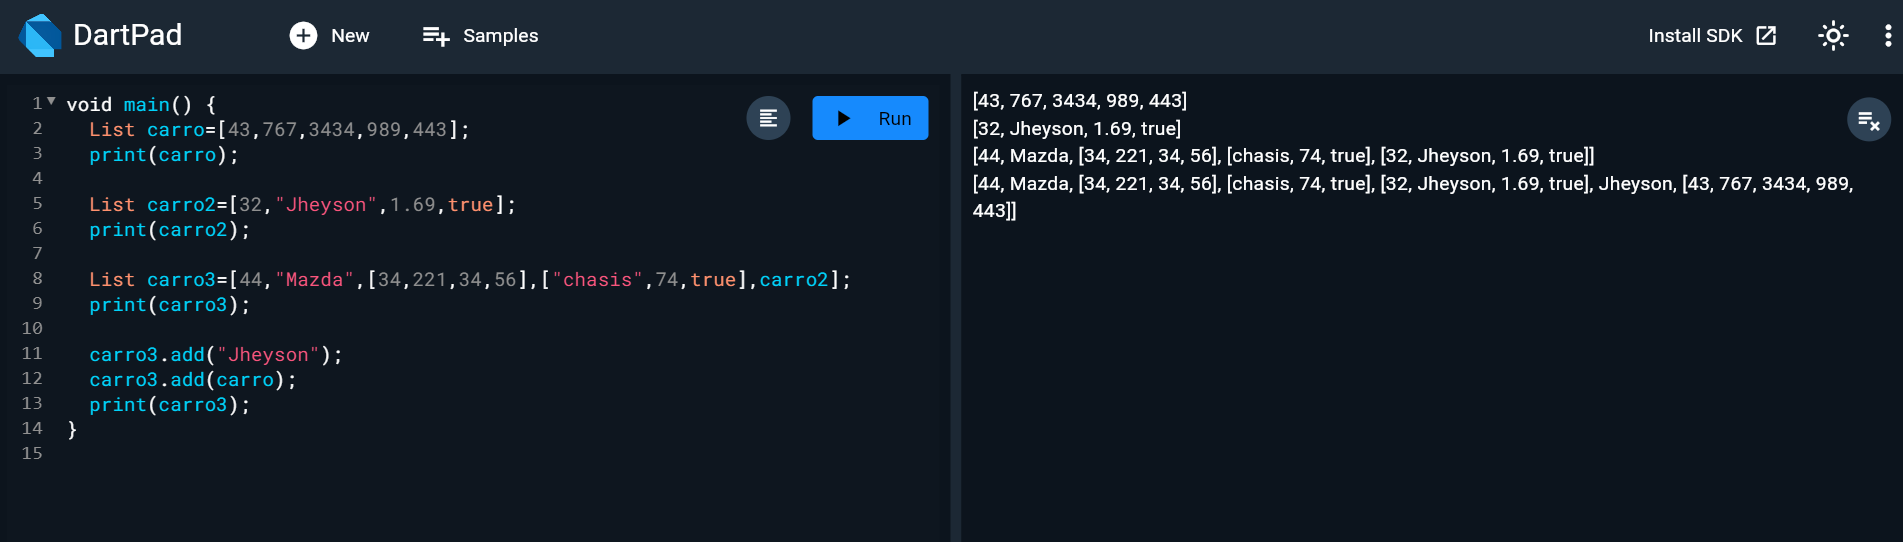 DartPad
New
Samples
Install SDK
1 void main() {
2   List carro=[43,767,3434,989,443];
3   print(carro);
4
5   List carro2=[32,"Jheyson",1.69,true];
6   print(carro2);
7
8   List carro3=[44,"Mazda",[34,221,34,56],["chasis",74,true],carro2];
9   print(carro3);
10
11   carro3.add("Jheyson");
12   carro3.add(carro);
13   print(carro3);
14 }
15
Run
[43, 767, 3434, 989, 443]
[32, Jheyson, 1.69, true]
[44, Mazda, [34, 221, 34, 56], [chasis, 74, true], [32, Jheyson, 1.69, true]]
[44, Mazda, [34, 221, 34, 56], [chasis, 74, true], [32, Jheyson, 1.69, true], Jheyson, [43, 767, 3434, 989,
443]]